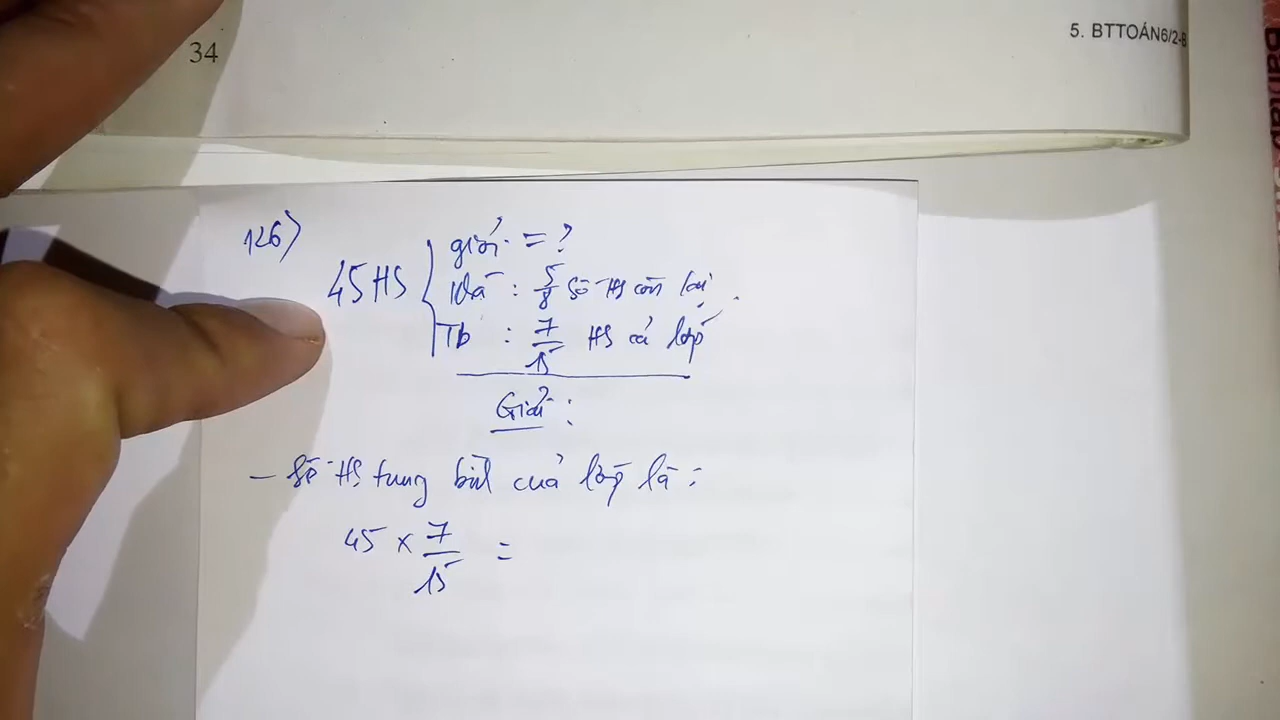 34
5. BTTOÁN6/2-B
126)
45 HS
giỏi = ?
Khá : 5/8 số HS còn lại.
Tb : 7/15 HS cả lớp
Giải :
- Số HS trung bình của lớp là :
45 × 7/15 =